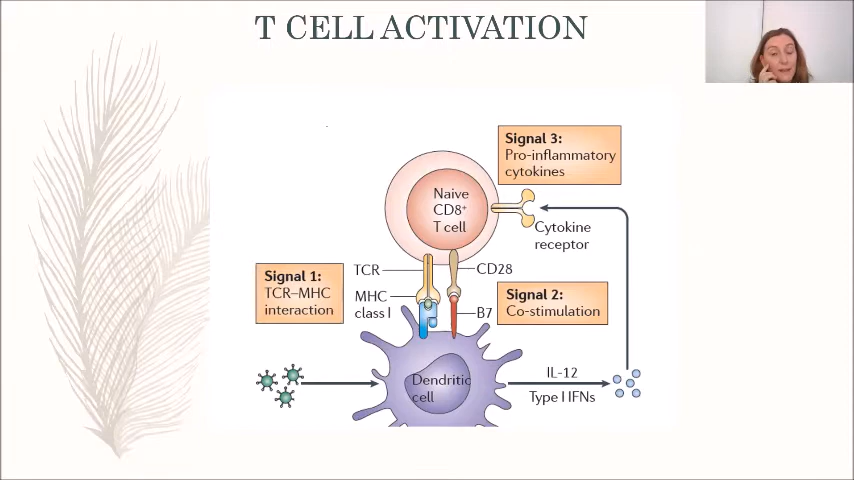 T CELL ACTIVATION
Signal 3:
Pro-inflammatory
cytokines
Naive
CD8⁺
T cell
Cytokine
receptor
TCR
CD28
Signal 1:
TCR–MHC
interaction
MHC
class I
B7
Signal 2:
Co-stimulation
Dendritic
cell
IL-12
Type I IFNs